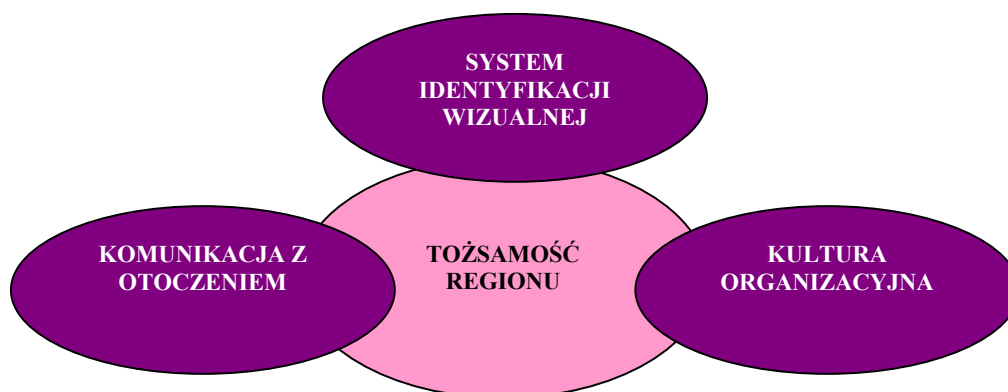 SYSTEM
IDENTYFIKACJI
WIZUALNEJ
KOMUNIKACJA Z
OTOCZENIEM
TOŻSAMOŚĆ
REGIONU
KULTURA
ORGANIZACYJNA